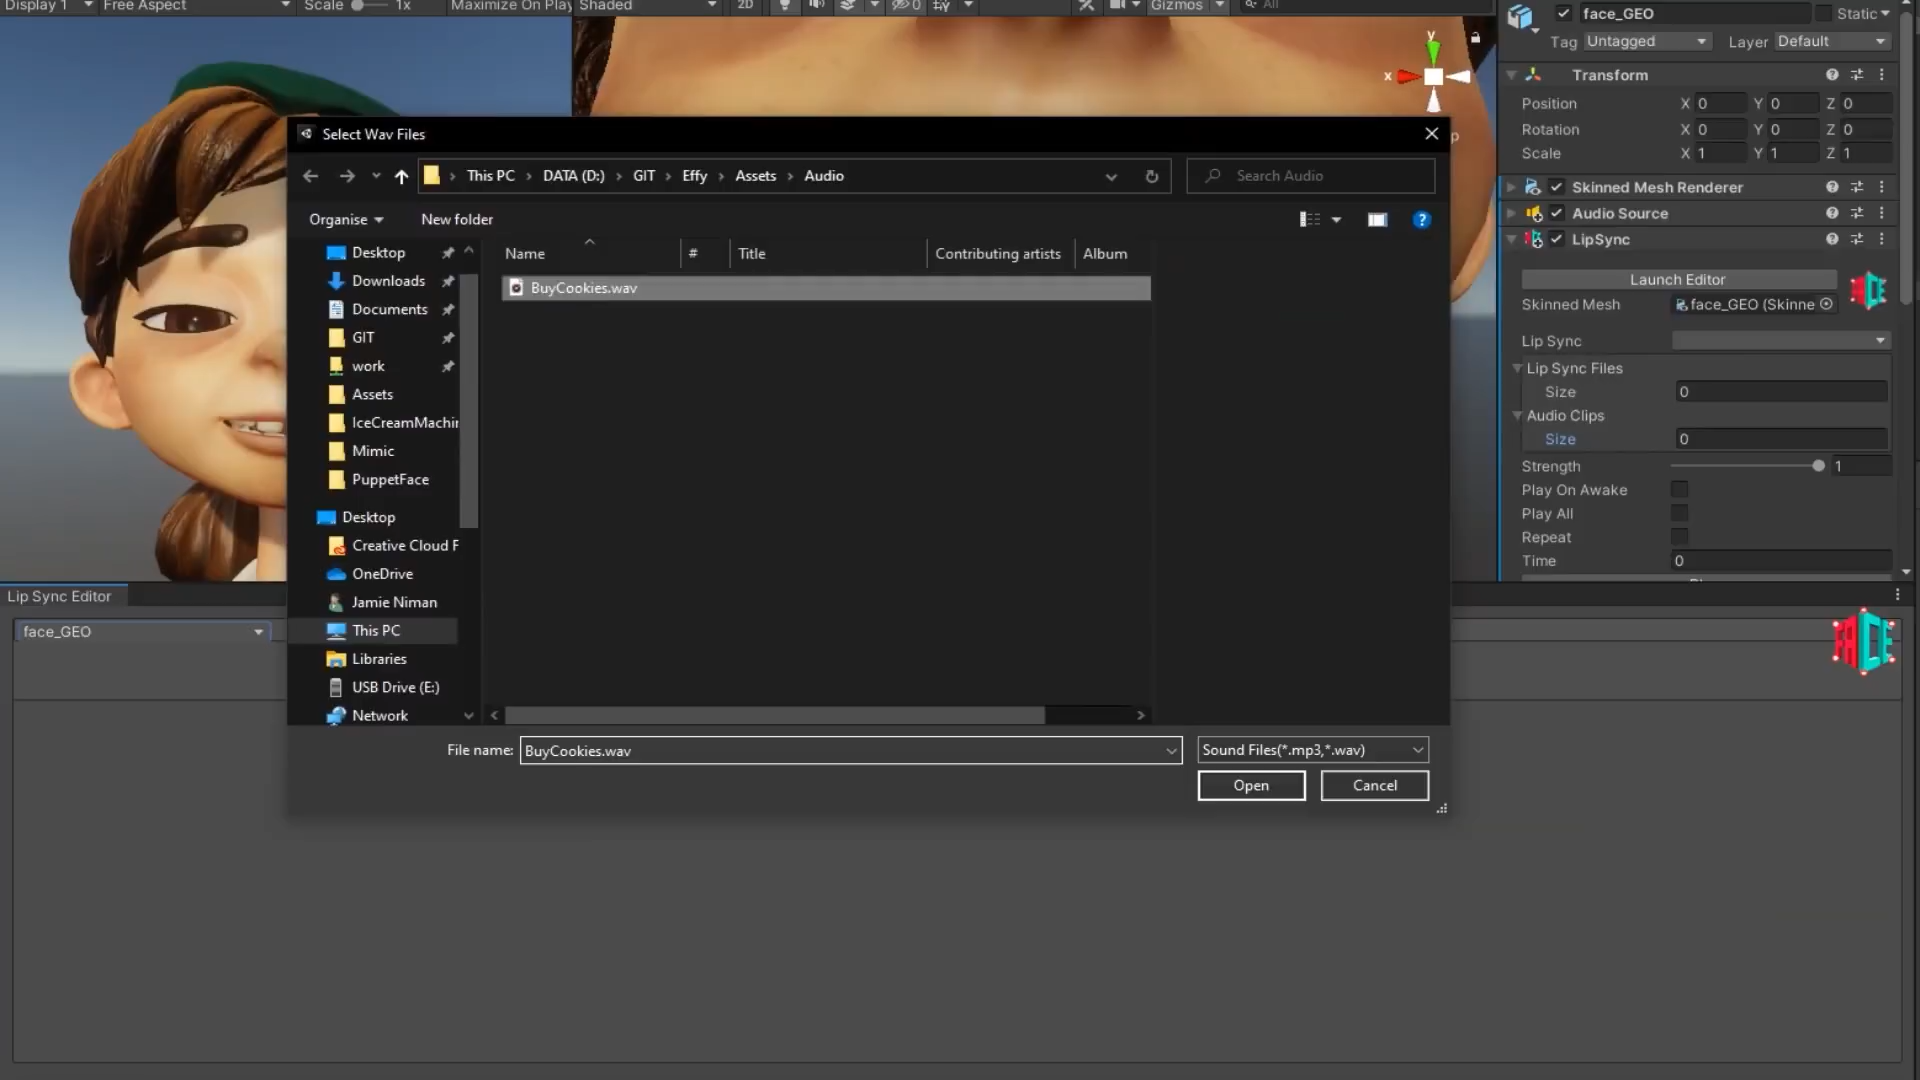 Display 1 Free Aspect Scale 1x Maximize On Play Shaded 2D 0 Gizmos All
face_GEO Static
Tag Untagged Layer Default
Transform
Position X 0 Y 0 Z 0
Rotation X 0 Y 0 Z 0
Scale X 1 Y 1 Z 1
Skinned Mesh Renderer
Audio Source
LipSync
Launch Editor
Skinned Mesh face_GEO (Skinne
Lip Sync
Lip Sync Files
Size 0
Audio Clips
Size 0
Strength 1
Play On Awake
Play All
Repeat
Time 0
y
x
Select Wav Files
This PC > DATA (D:) > GIT > Effy > Assets > Audio
Search Audio
Organise New folder
Name # Title Contributing artists Album
BuyCookies.wav
Desktop
Downloads
Documents
GIT
work
Assets
IceCreamMachin
Mimic
PuppetFace
Desktop
Creative Cloud F
OneDrive
Jamie Niman
This PC
Libraries
USB Drive (E:)
Network
File name: BuyCookies.wav Sound Files(*.mp3,*.wav)
Open Cancel
Lip Sync Editor
face_GEO
FACE